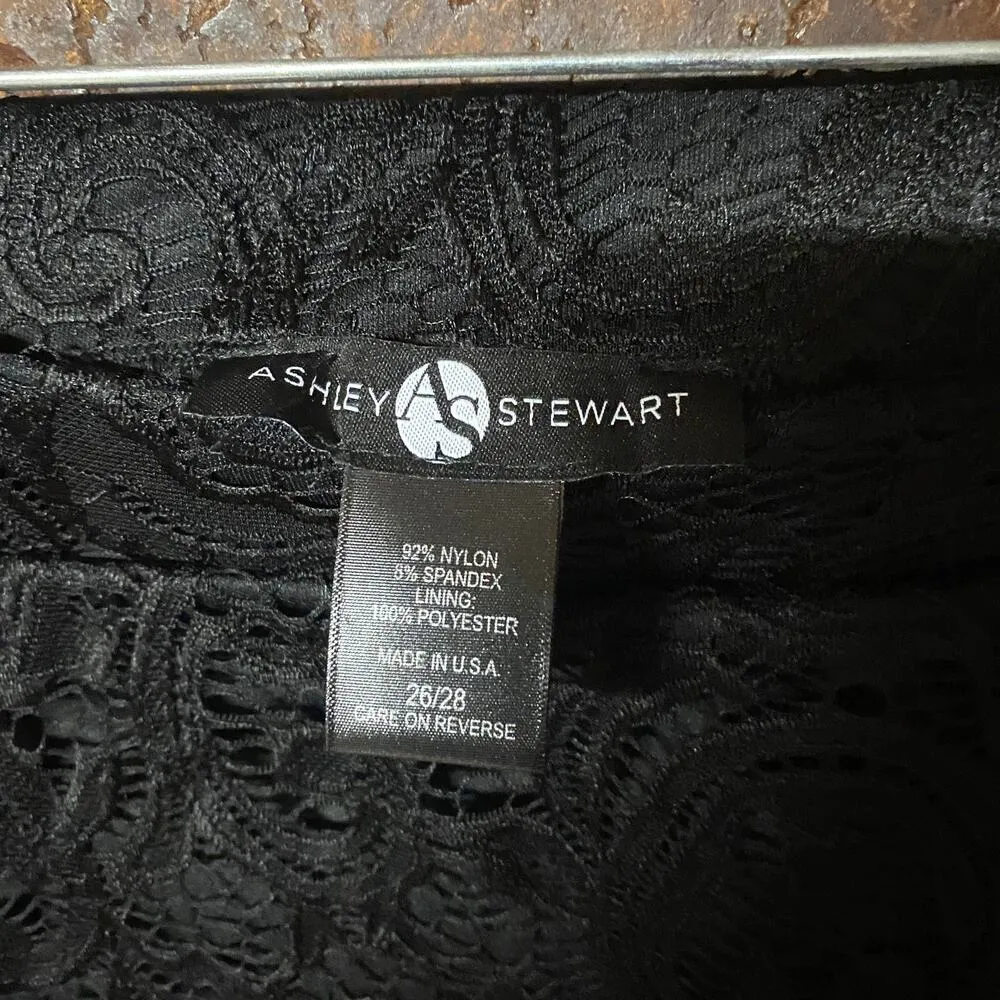 ASHLEY AS STEWART
92% NYLON
8% SPANDEX
LINING:
100% POLYESTER
MADE IN U.S.A.
26/28
CARE ON REVERSE